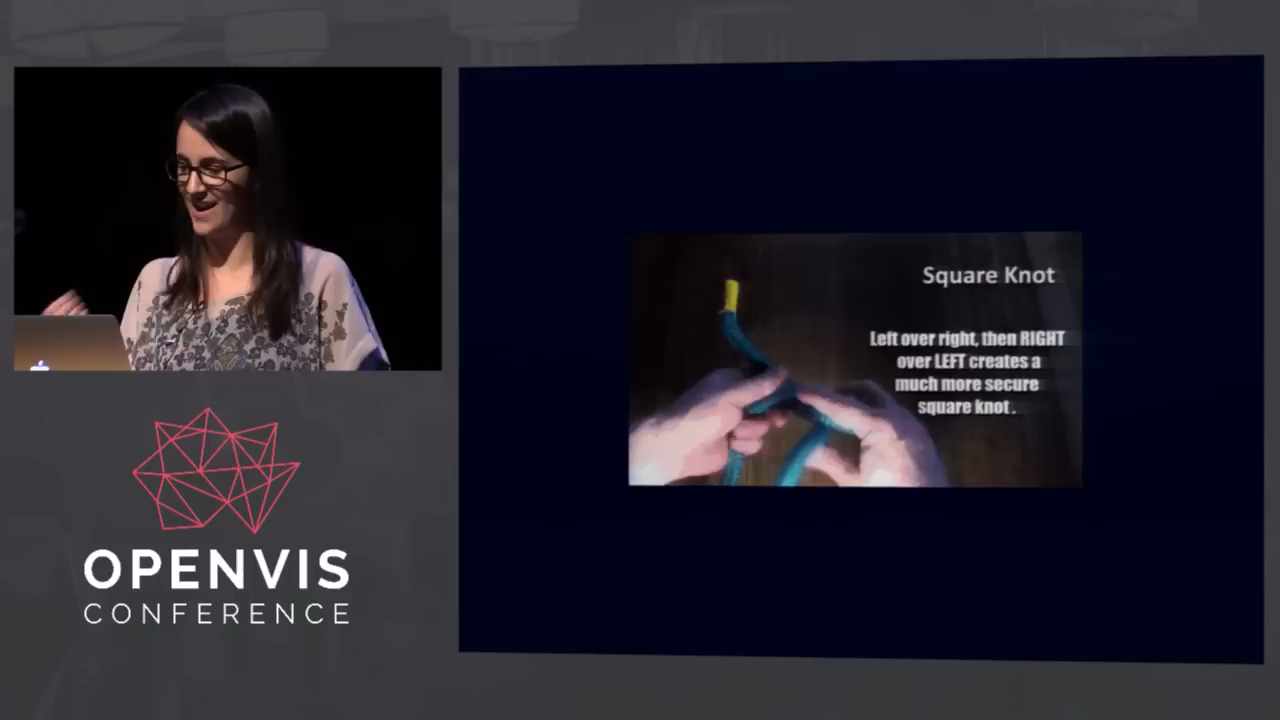 Square Knot
Left over right, then RIGHT
over LEFT creates a
much more secure
square knot .
OPENVIS
CONFERENCE